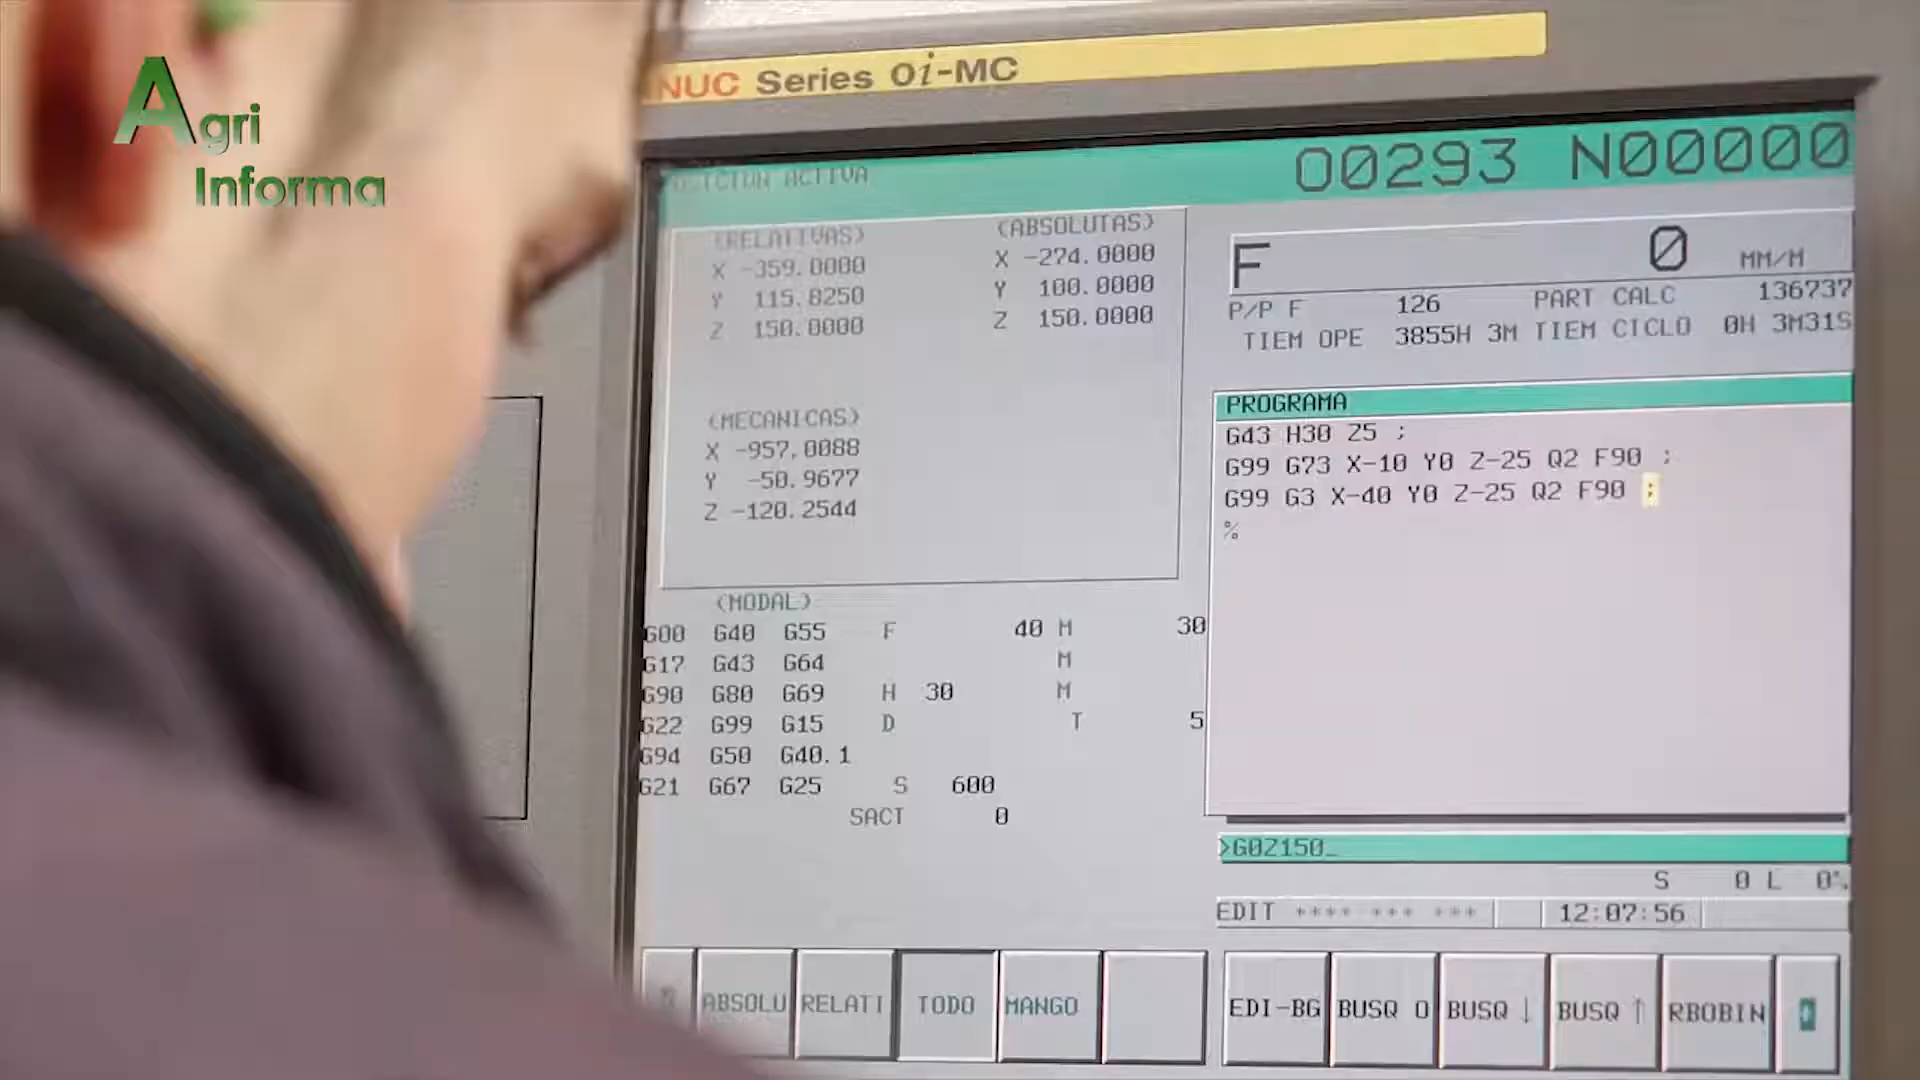 Agri
Informa
NUC Series 0i-MC
ACTIVA
O0293 N00000
(RELATIVAS)
X -359.0000
Y 115.8250
Z 150.0000
(ABSOLUTAS)
X -274.0000
Y 100.0000
Z 150.0000
(MECANICAS)
X -957.0088
Y -50.9677
Z -120.2544
(MODAL)
G00 G40 G55 F 40 M 30
G17 G43 G64 M
G90 G80 G69 H 30 M
G22 G99 G15 D T 5
G94 G50 G40.1
G21 G67 G25 S 600
SACT 0
F 0 MM/M
P/P F 126 PART CALC 136737
TIEM OPE 3855H 3M TIEM CICLO 0H 3M31S
PROGRAMA
G43 H30 Z5 ;
G99 G73 X-10 Y0 Z-25 Q2 F90 ;
G99 G3 X-40 Y0 Z-25 Q2 F90 ;
%
>G0Z150_
S 0 L 0%
EDIT **** *** ***
12:07:56
ABSOLU RELATI TODO MANGO
EDI-BG BUSQ O BUSQ ↓ BUSQ ↑ RBOBIN